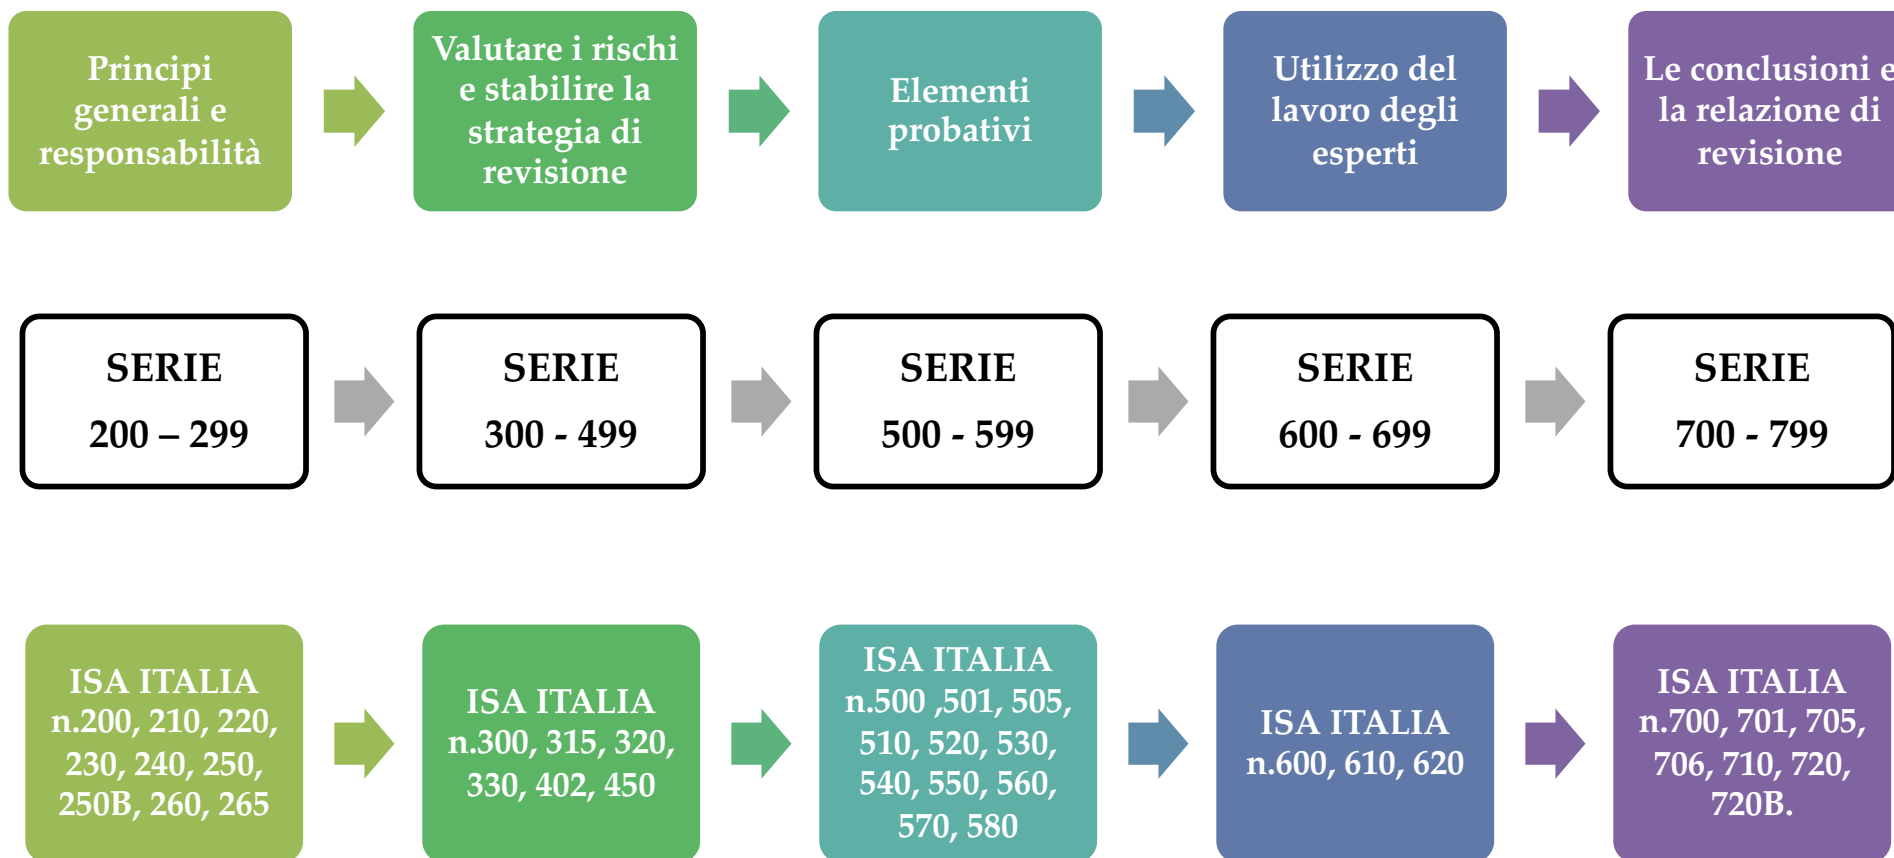 Principi
generali e
responsabilità
Valutare i rischi
e stabilire la
strategia di
revisione
Elementi
probativi
Utilizzo del
lavoro degli
esperti
Le conclusioni e
la relazione di
revisione
SERIE
200 – 299
SERIE
300 - 499
SERIE
500 - 599
SERIE
600 - 699
SERIE
700 - 799
ISA ITALIA
n.200, 210, 220,
230, 240, 250,
250B, 260, 265
ISA ITALIA
n.300, 315, 320,
330, 402, 450
ISA ITALIA
n.500 ,501, 505,
510, 520, 530,
540, 550, 560,
570, 580
ISA ITALIA
n.600, 610, 620
ISA ITALIA
n.700, 701, 705,
706, 710, 720,
720B.